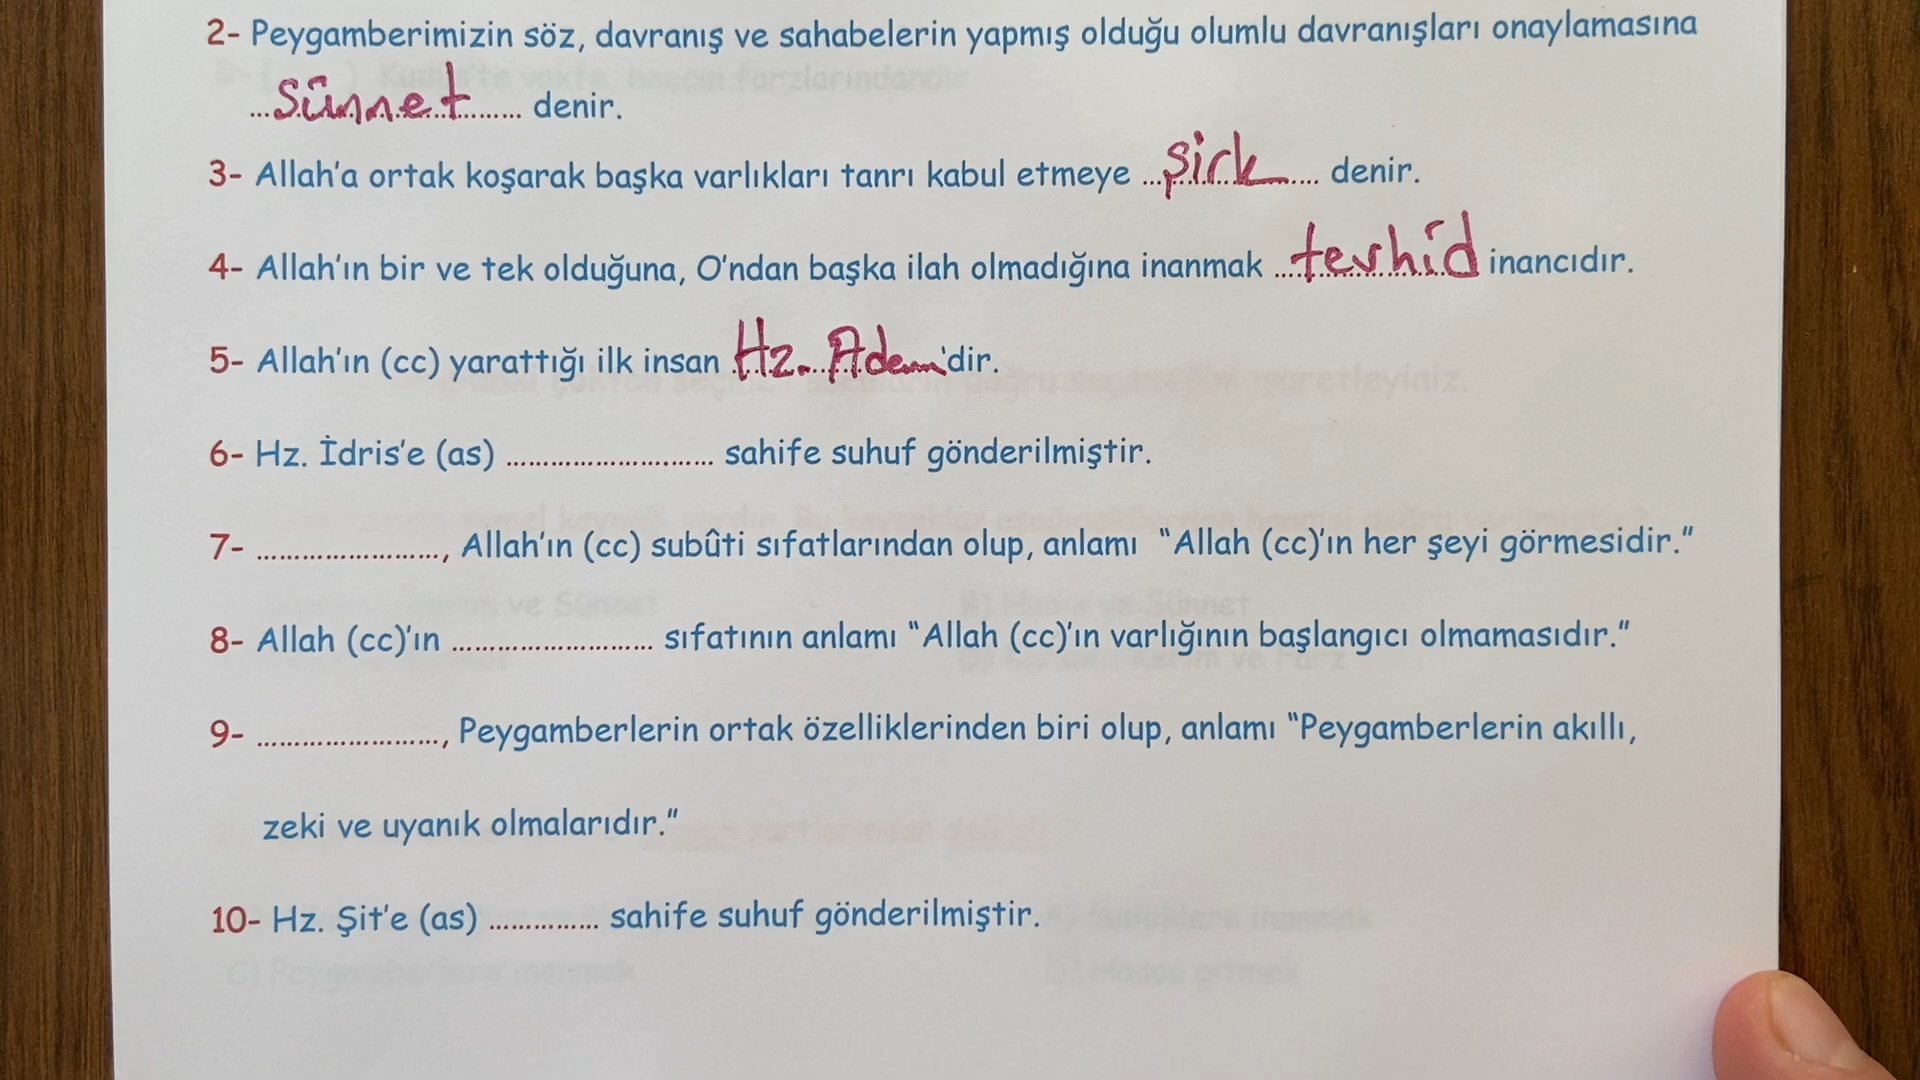 2- Peygamberimizin söz, davranış ve sahabelerin yapmış olduğu olumlu davranışları onaylamasına
...Sünnet......... denir.
3- Allah'a ortak koşarak başka varlıkları tanrı kabul etmeye ...şirk....... denir.
4- Allah'ın bir ve tek olduğuna, O'ndan başka ilah olmadığına inanmak ...tevhid inancıdır.
5- Allah'ın (cc) yarattığı ilk insan Hz. Adem'dir.
6- Hz. İdris'e (as) ............................ sahife suhuf gönderilmiştir.
7- ........................., Allah'ın (cc) subûti sıfatlarından olup, anlamı "Allah (cc)'ın her şeyi görmesidir."
8- Allah (cc)'ın ........................... sıfatının anlamı "Allah (cc)'ın varlığının başlangıcı olmamasıdır."
9- ........................., Peygamberlerin ortak özelliklerinden biri olup, anlamı "Peygamberlerin akıllı,
zeki ve uyanık olmalarıdır."
10- Hz. Şit'e (as) ............... sahife suhuf gönderilmiştir.